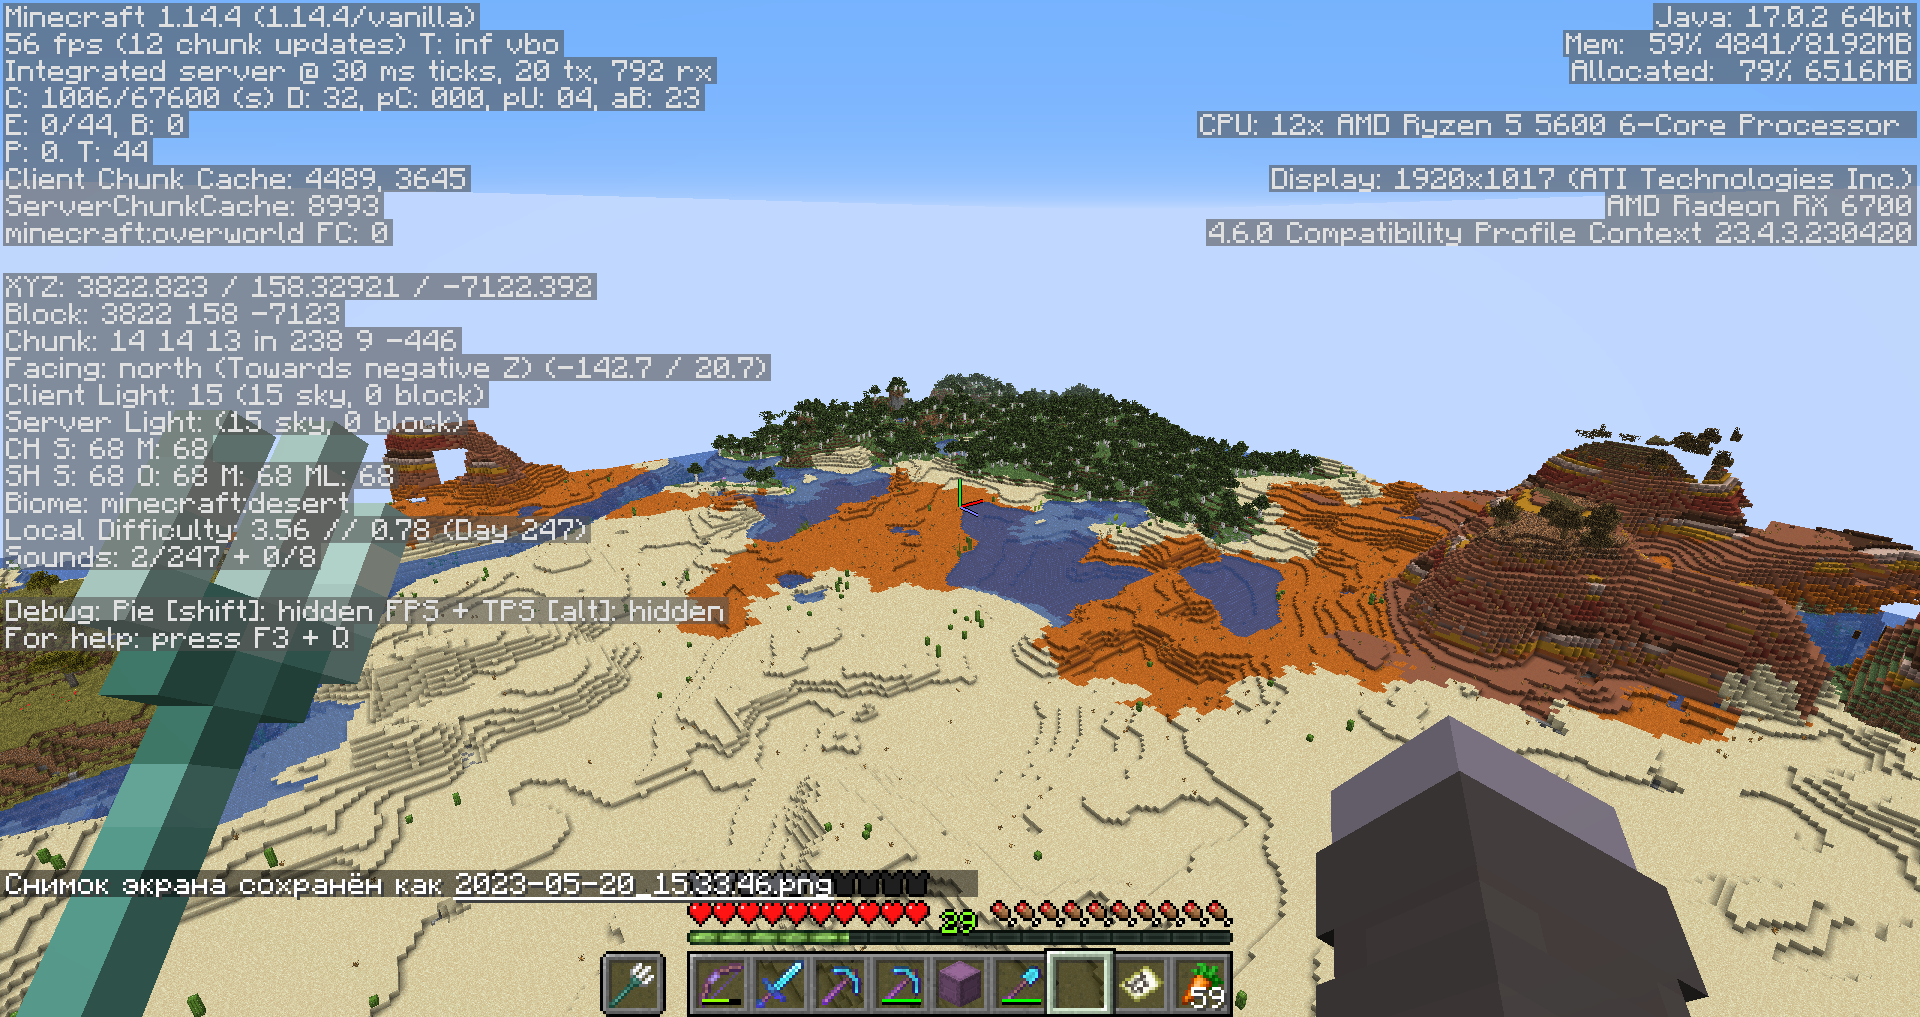 Minecraft 1.14.4 (1.14.4/vanilla)
56 fps (12 chunk updates) T: inf vbo
Integrated server @ 30 ms ticks, 20 tx, 792 rx
C: 1006/67600 (s) D: 32, pC: 000, pU: 04, aB: 23
E: 0/44, B: 0
P: 0. T: 44
Client Chunk Cache: 4489, 3645
ServerChunkCache: 8993
minecraft:overworld FC: 0
XYZ: 3822.823 / 158.32921 / -7122.392
Block: 3822 158 -7123
Chunk: 14 14 13 in 238 9 -446
Facing: north (Towards negative Z) (-142.7 / 20.7)
Client Light: 15 (15 sky, 0 block)
Server Light: (15 sky, 0 block)
CH S: 68 M: 68
SH S: 68 O: 68 M: 68 ML: 68
Biome: minecraft:desert
Local Difficulty: 3.56 // 0.78 (Day 247)
Sounds: 2/247 + 0/8
Debug: Pie [shift]: hidden FPS + TPS [alt]: hidden
For help: press F3 + Q
Java: 17.0.2 64bit
Mem: 59% 4841/8192MB
Allocated: 79% 6516MB
CPU: 12x AMD Ryzen 5 5600 6-Core Processor
Display: 1920x1017 (ATI Technologies Inc.)
AMD Radeon RX 6700
4.6.0 Compatibility Profile Context 23.4.3.230420
Снимок экрана сохранён как 2023-05-20_15.33.46.png
39
59